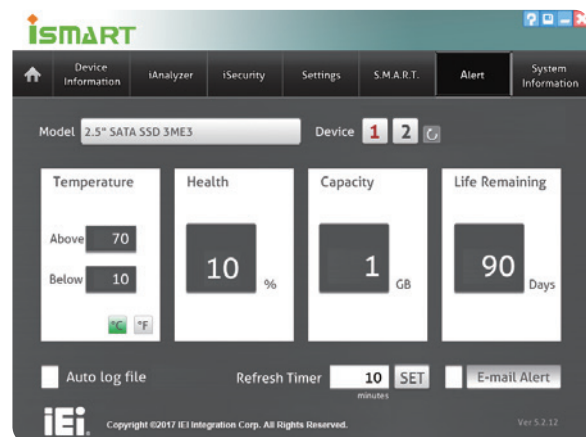 iSMART
Device Information
iAnalyzer
iSecurity
Settings
S.M.A.R.T.
Alert
System Information
Model 2.5" SATA SSD 3ME3
Device 1 2
Temperature
Above 70
Below 10
°C °F
Health
10 %
Capacity
1 GB
Life Remaining
90 Days
Auto log file
Refresh Timer 10 SET
minutes
E-mail Alert
iEi Copyright ©2017 IEI Integration Corp. All Rights Reserved.
Ver 5.2.12